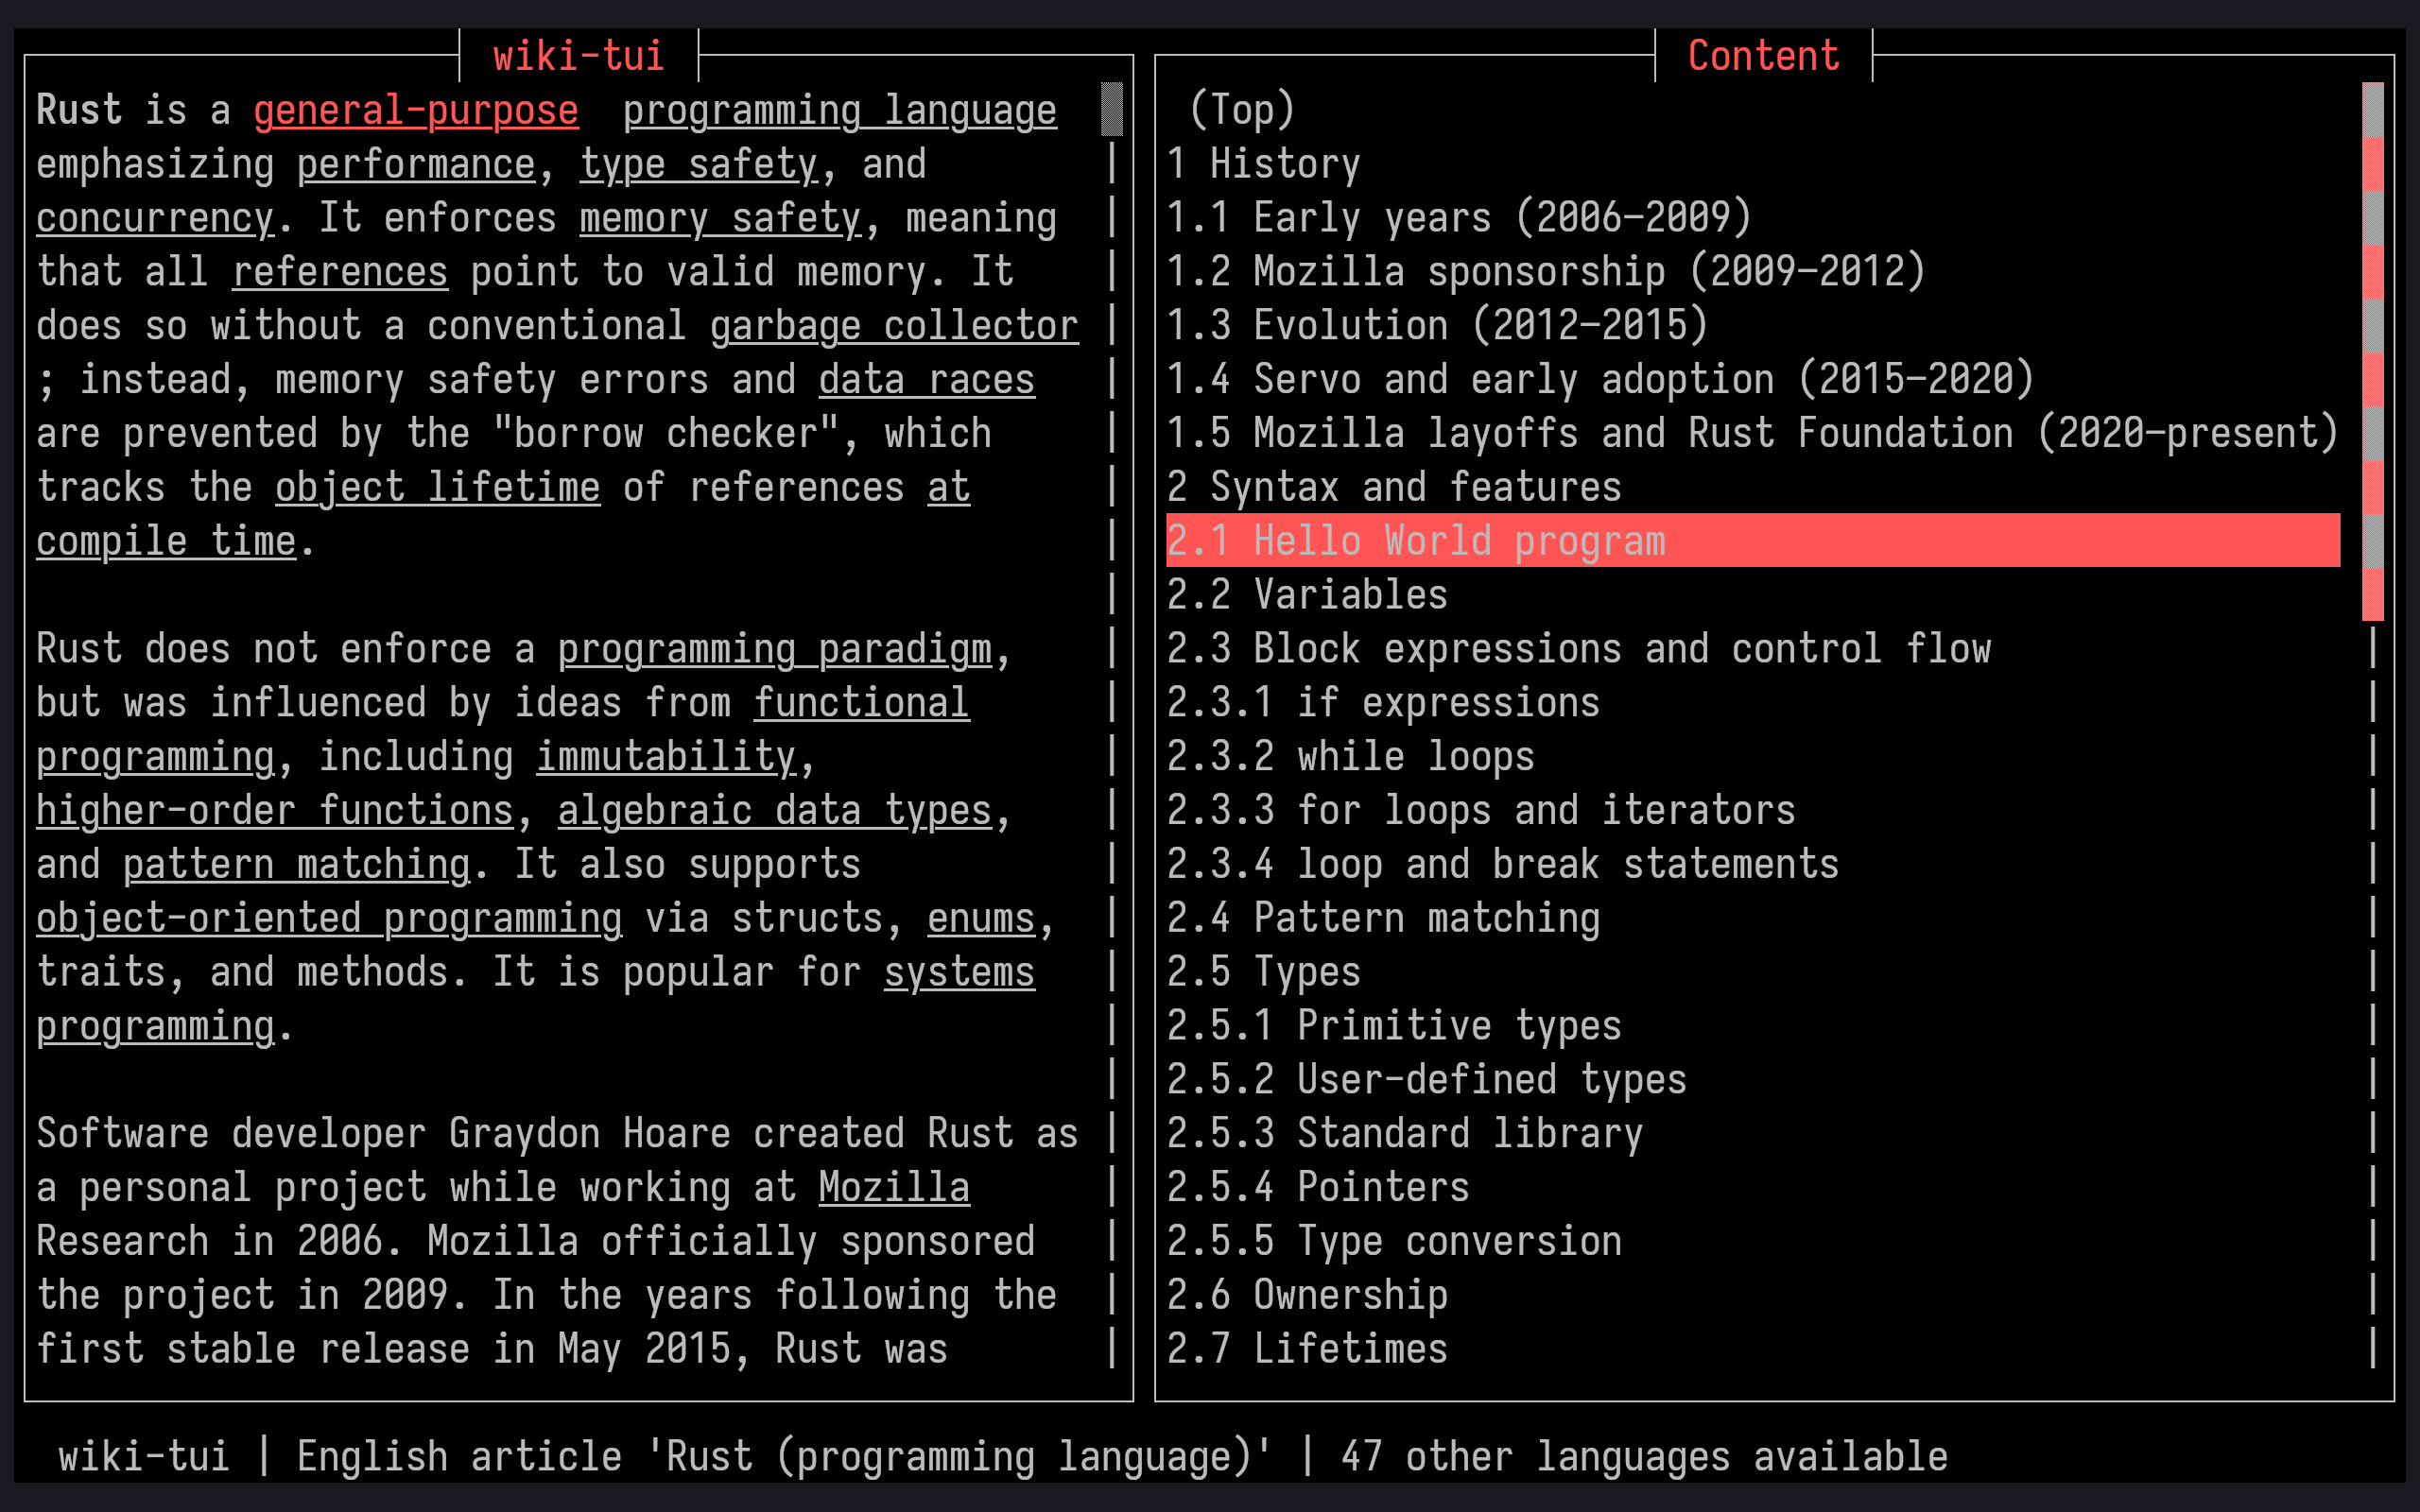 wiki-tui
Rust is a general-purpose  programming language
emphasizing performance, type safety, and
concurrency. It enforces memory safety, meaning
that all references point to valid memory. It
does so without a conventional garbage collector
; instead, memory safety errors and data races
are prevented by the "borrow checker", which
tracks the object lifetime of references at
compile time.
Rust does not enforce a programming paradigm,
but was influenced by ideas from functional
programming, including immutability,
higher-order functions, algebraic data types,
and pattern matching. It also supports
object-oriented programming via structs, enums,
traits, and methods. It is popular for systems
programming.
Software developer Graydon Hoare created Rust as
a personal project while working at Mozilla
Research in 2006. Mozilla officially sponsored
the project in 2009. In the years following the
first stable release in May 2015, Rust was
Content
(Top)
1 History
1.1 Early years (2006–2009)
1.2 Mozilla sponsorship (2009–2012)
1.3 Evolution (2012–2015)
1.4 Servo and early adoption (2015–2020)
1.5 Mozilla layoffs and Rust Foundation (2020–present)
2 Syntax and features
2.1 Hello World program
2.2 Variables
2.3 Block expressions and control flow
2.3.1 if expressions
2.3.2 while loops
2.3.3 for loops and iterators
2.3.4 loop and break statements
2.4 Pattern matching
2.5 Types
2.5.1 Primitive types
2.5.2 User-defined types
2.5.3 Standard library
2.5.4 Pointers
2.5.5 Type conversion
2.6 Ownership
2.7 Lifetimes
wiki-tui | English article 'Rust (programming language)' | 47 other languages available